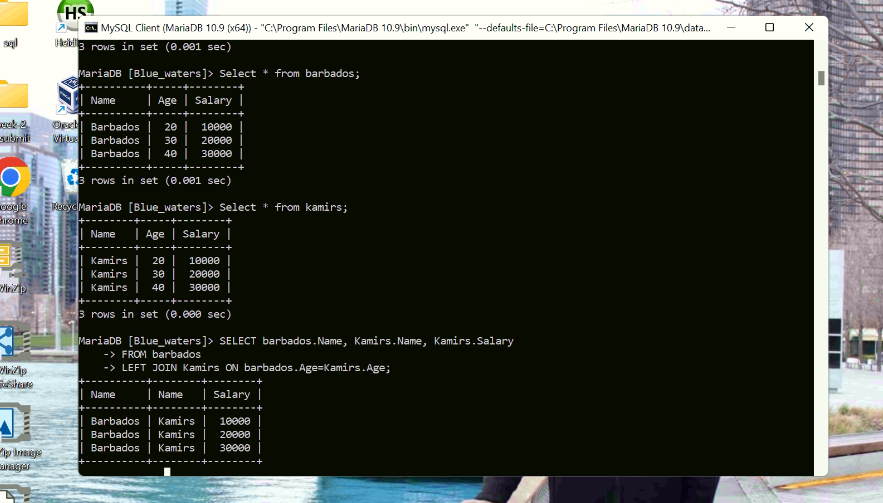 MySQL Client (MariaDB 10.9 (x64)) - "C:\Program Files\MariaDB 10.9\bin\mysql.exe" "--defaults-file=C:\Program Files\MariaDB 10.9\data...
3 rows in set (0.001 sec)
MariaDB [Blue_waters]> Select * from barbados;
+----------+-----+--------+
| Name     | Age | Salary |
+----------+-----+--------+
| Barbados |  20 |  10000 |
| Barbados |  30 |  20000 |
| Barbados |  40 |  30000 |
+----------+-----+--------+
3 rows in set (0.001 sec)
MariaDB [Blue_waters]> Select * from kamirs;
+--------+-----+--------+
| Name   | Age | Salary |
+--------+-----+--------+
| Kamirs |  20 |  10000 |
| Kamirs |  30 |  20000 |
| Kamirs |  40 |  30000 |
+--------+-----+--------+
3 rows in set (0.000 sec)
MariaDB [Blue_waters]> SELECT barbados.Name, Kamirs.Name, Kamirs.Salary
    -> FROM barbados
    -> LEFT JOIN Kamirs ON barbados.Age=Kamirs.Age;
+----------+--------+--------+
| Name     | Name   | Salary |
+----------+--------+--------+
| Barbados | Kamirs |  10000 |
| Barbados | Kamirs |  20000 |
| Barbados | Kamirs |  30000 |
+----------+--------+--------+
HS
sql
Heidi
submit
WinZip
WinZip